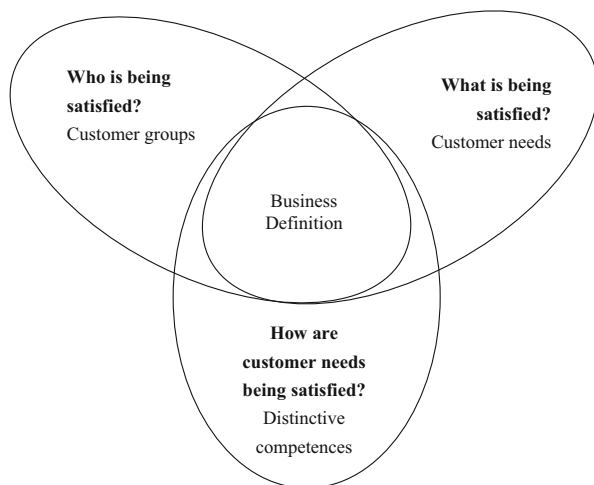 Who is being
satisfied?
Customer groups
What is being
satisfied?
Customer needs
Business
Definition
How are
customer needs
being satisfied?
Distinctive
competences